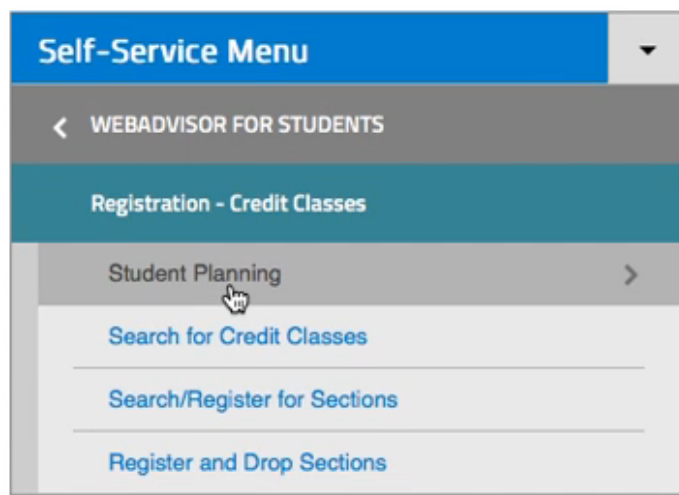 Self-Service Menu
WEBADVISOR FOR STUDENTS
Registration - Credit Classes
Student Planning
Search for Credit Classes
Search/Register for Sections
Register and Drop Sections